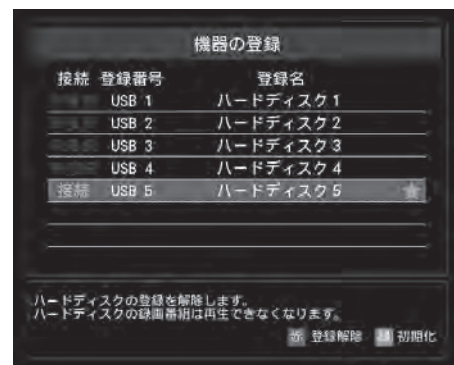 機器の登録
接続 登録番号 登録名
USB 1 ハードディスク1
USB 2 ハードディスク2
USB 3 ハードディスク3
USB 4 ハードディスク4
接続 USB 5 ハードディスク5 ★
ハードディスクの登録を解除します。
ハードディスクの録画番組は再生できなくなります。
登録解除 初期化